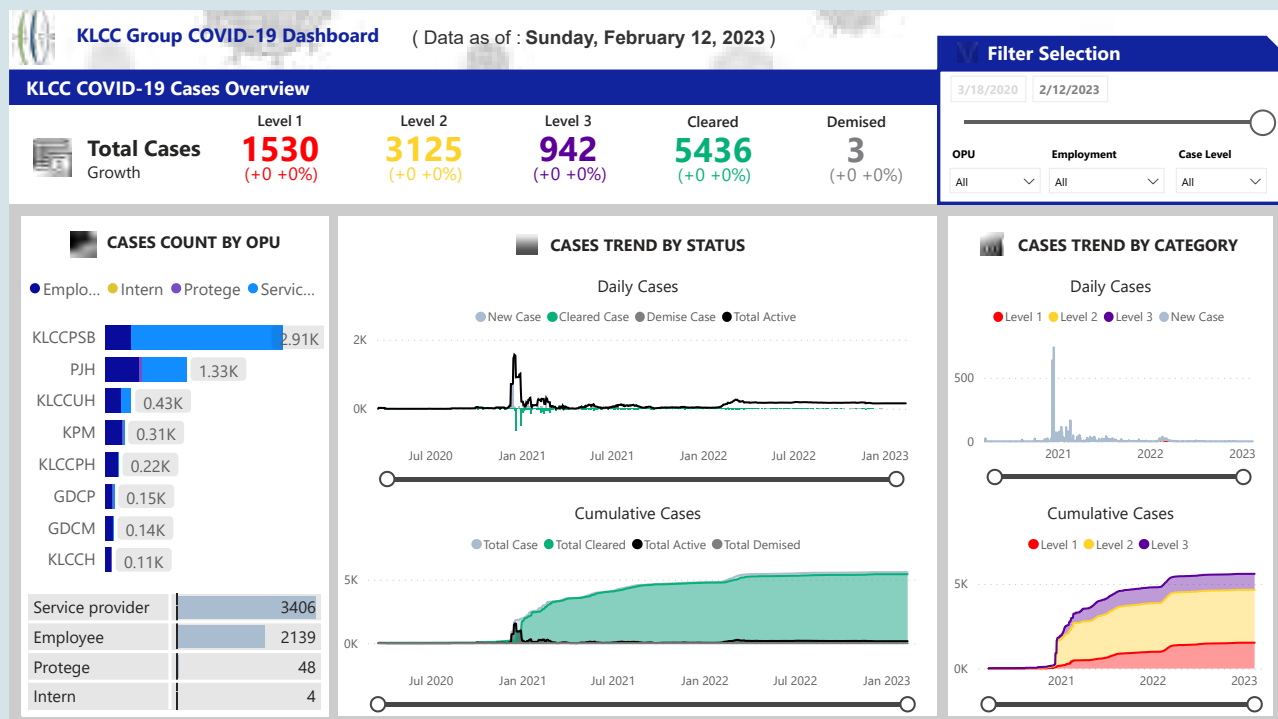 KLCC Group COVID-19 Dashboard ( Data as of : Sunday, February 12, 2023 )
Filter Selection
KLCC COVID-19 Cases Overview
3/18/2020 2/12/2023
Level 1 Level 2 Level 3 Cleared Demised
Total Cases 1530 3125 942 5436 3
Growth (+0 +0%) (+0 +0%) (+0 +0%) (+0 +0%) (+0 +0%)
OPU Employment Case Level
All All All
CASES COUNT BY OPU
Emplo... Intern Protege Servic...
KLCCPSB 2.91K
PJH 1.33K
KLCCUH 0.43K
KPM 0.31K
KLCCPH 0.22K
GDCP 0.15K
GDCM 0.14K
KLCCH 0.11K
Service provider 3406
Employee 2139
Protege 48
Intern 4
CASES TREND BY STATUS
Daily Cases
New Case Cleared Case Demise Case Total Active
2K
0K
Jul 2020 Jan 2021 Jul 2021 Jan 2022 Jul 2022 Jan 2023
Cumulative Cases
Total Case Total Cleared Total Active Total Demised
5K
0K
Jul 2020 Jan 2021 Jul 2021 Jan 2022 Jul 2022 Jan 2023
CASES TREND BY CATEGORY
Daily Cases
Level 1 Level 2 Level 3 New Case
500
0
2021 2022 2023
Cumulative Cases
Level 1 Level 2 Level 3
5K
0K
2021 2022 2023